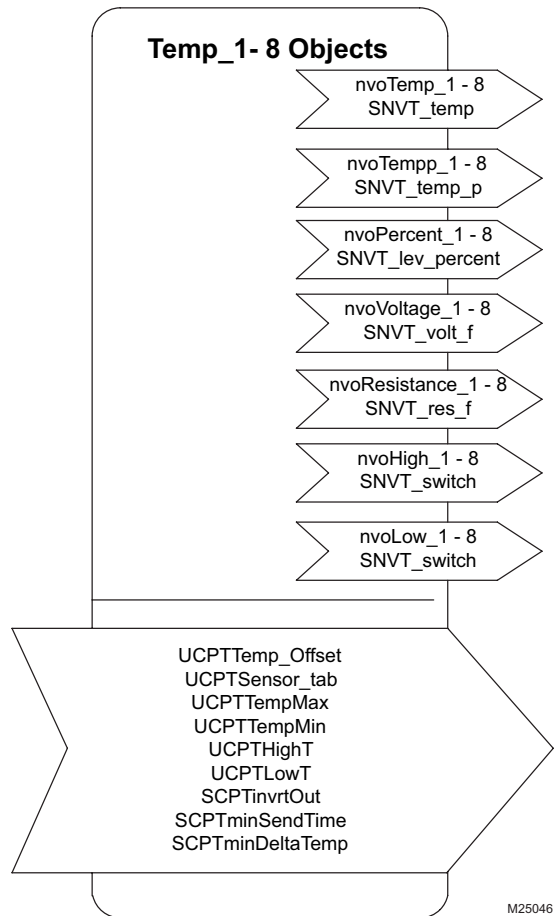 Temp_1- 8 Objects
nvoTemp_1 - 8
SNVT_temp
nvoTempp_1 - 8
SNVT_temp_p
nvoPercent_1 - 8
SNVT_lev_percent
nvoVoltage_1 - 8
SNVT_volt_f
nvoResistance_1 - 8
SNVT_res_f
nvoHigh_1 - 8
SNVT_switch
nvoLow_1 - 8
SNVT_switch
UCPTTemp_Offset
UCPTSensor_tab
UCPTTempMax
UCPTTempMin
UCPTHighT
UCPTLowT
SCPTinvrtOut
SCPTminSendTime
SCPTminDeltaTemp
M25046